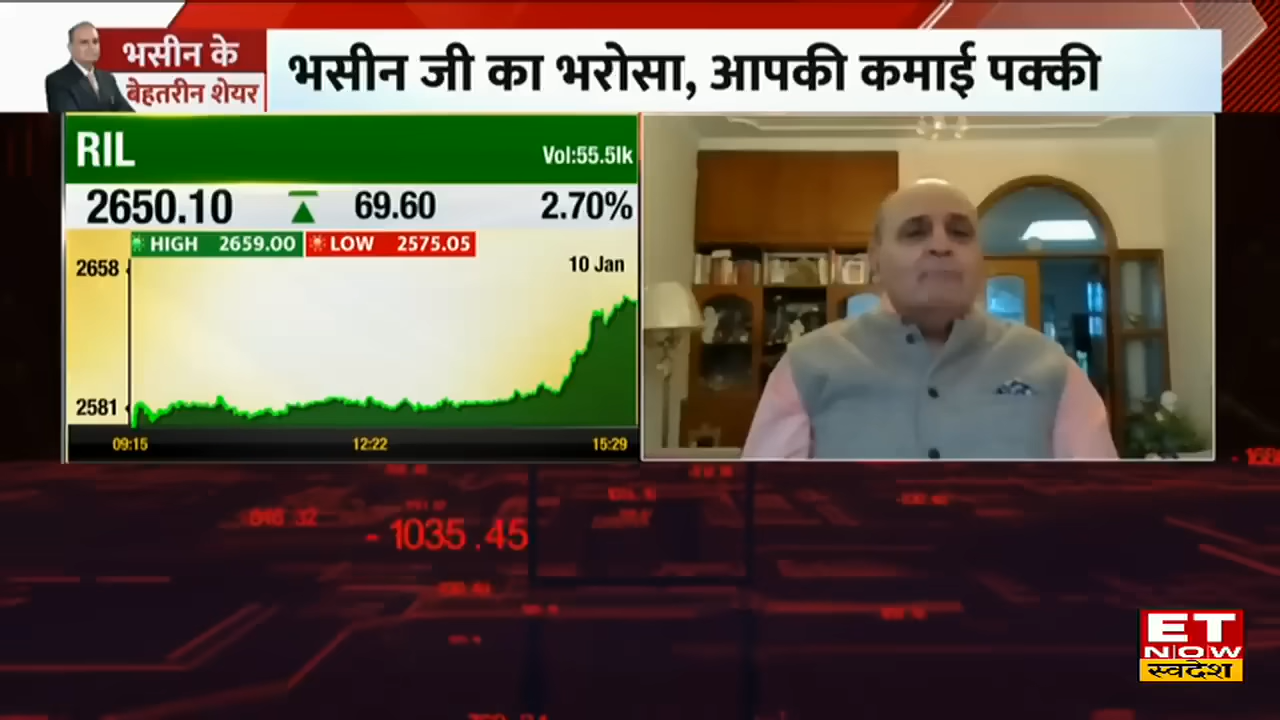 भसीन के
बेहतरीन शेयर
भसीन जी का भरोसा, आपकी कमाई पक्की
RIL
Vol:55.5lk
2650.10 69.60 2.70%
HIGH 2659.00 LOW 2575.05
2658
10 Jan
2581
09:15 12:22 15:29
- 1035.45
ET
NOW
स्वदेश